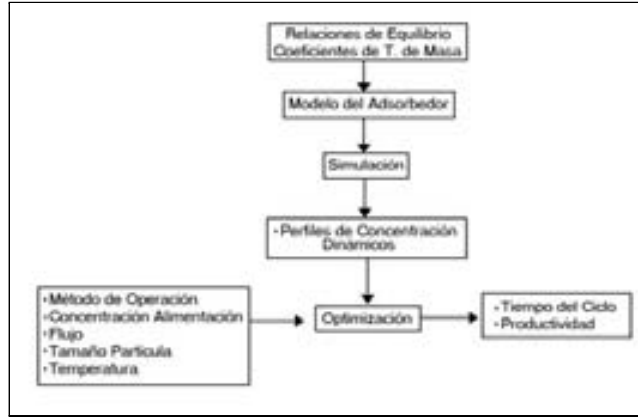 Relaciones de Equilibrio
Coeficientes de T. de Masa
Modelo del Adsorbedor
Simulación
•Perfiles de Concentración
Dinámicos
•Método de Operación
•Concentración Alimentación
•Flujo
•Tamaño Partícula
•Temperatura
Optimización
•Tiempo del Ciclo
•Productividad